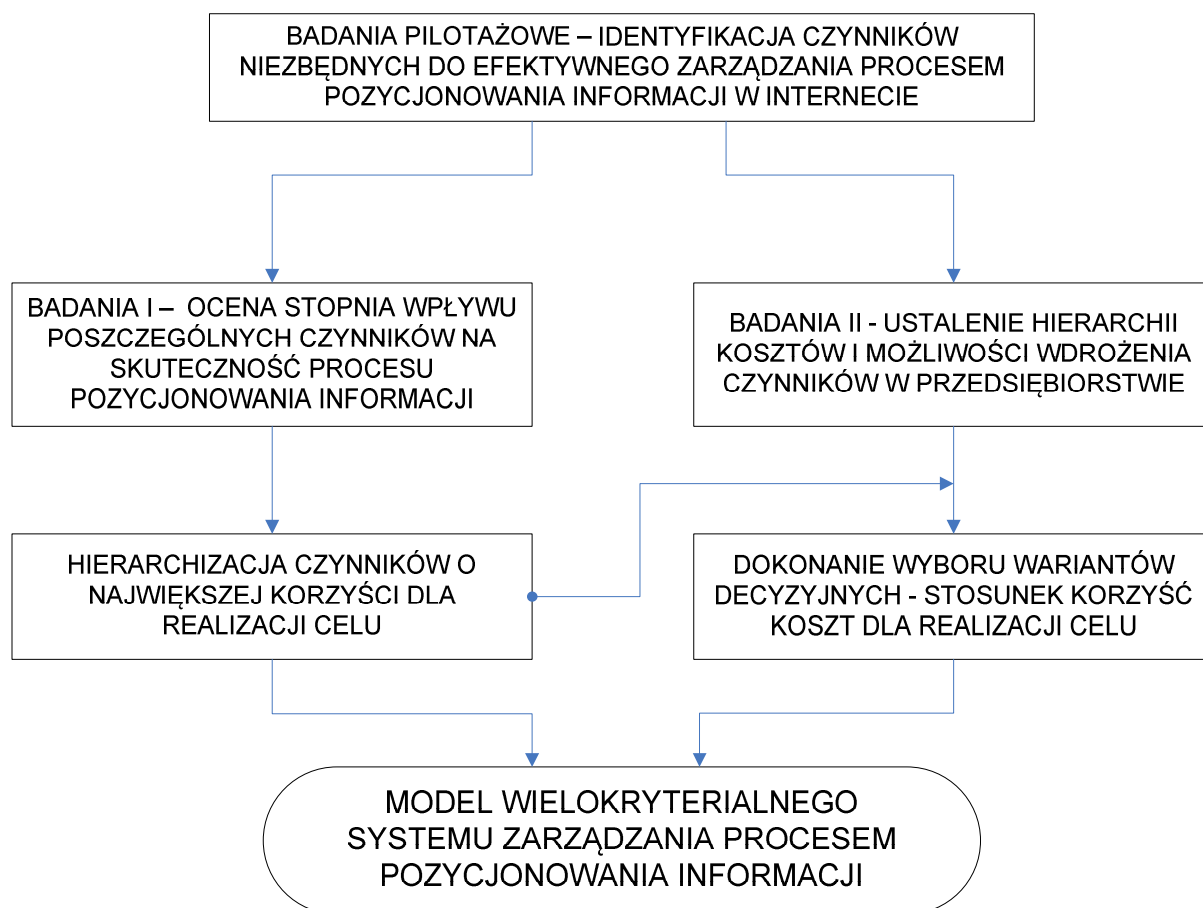 BADANIA PILOTAŻOWE – IDENTYFIKACJA CZYNNIKÓW
NIEZBĘDNYCH DO EFEKTYWNEGO ZARZĄDZANIA PROCESEM
POZYCJONOWANIA INFORMACJI W INTERNECIE
BADANIA I – OCENA STOPNIA WPŁYWU
POSZCZEGÓLNYCH CZYNNIKÓW NA
SKUTECZNOŚĆ PROCESU
POZYCJONOWANIA INFORMACJI
BADANIA II - USTALENIE HIERARCHII
KOSZTÓW I MOŻLIWOŚCI WDROŻENIA
CZYNNIKÓW W PRZEDSIĘBIORSTWIE
HIERARCHIZACJA CZYNNIKÓW O
NAJWIĘKSZEJ KORZYŚCI DLA
REALIZACJI CELU
DOKONANIE WYBORU WARIANTÓW
DECYZYJNYCH - STOSUNEK KORZYŚĆ
KOSZT DLA REALIZACJI CELU
MODEL WIELOKRYTERIALNEGO
SYSTEMU ZARZĄDZANIA PROCESEM
POZYCJONOWANIA INFORMACJI